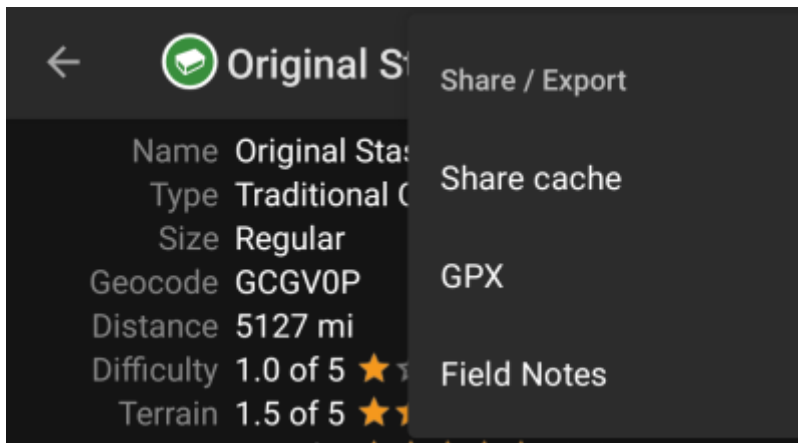 Original St
Name Original Stas
Type Traditional C
Size Regular
Geocode GCGV0P
Distance 5127 mi
Difficulty 1.0 of 5
Terrain 1.5 of 5
Share / Export
Share cache
GPX
Field Notes